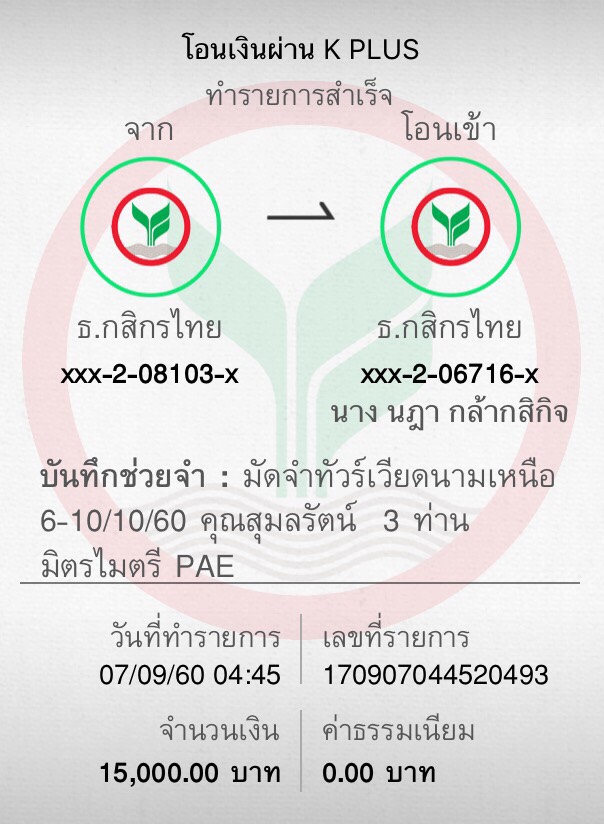 โอนเงินผ่าน K PLUS
ทำรายการสำเร็จ
จาก
โอนเข้า
ธ.กสิกรไทย
ธ.กสิกรไทย
xxx-2-08103-x
xxx-2-06716-x
นาง นฎา กล้ากสิกิจ
บันทึกช่วยจำ : มัดจำทัวร์เวียดนามเหนือ
6-10/10/60 คุณสุมลรัตน์ 3 ท่าน
มิตรไมตรี PAE
วันที่ทำรายการ
เลขที่รายการ
07/09/60 04:45
170907044520493
จำนวนเงิน
ค่าธรรมเนียม
15,000.00 บาท
0.00 บาท